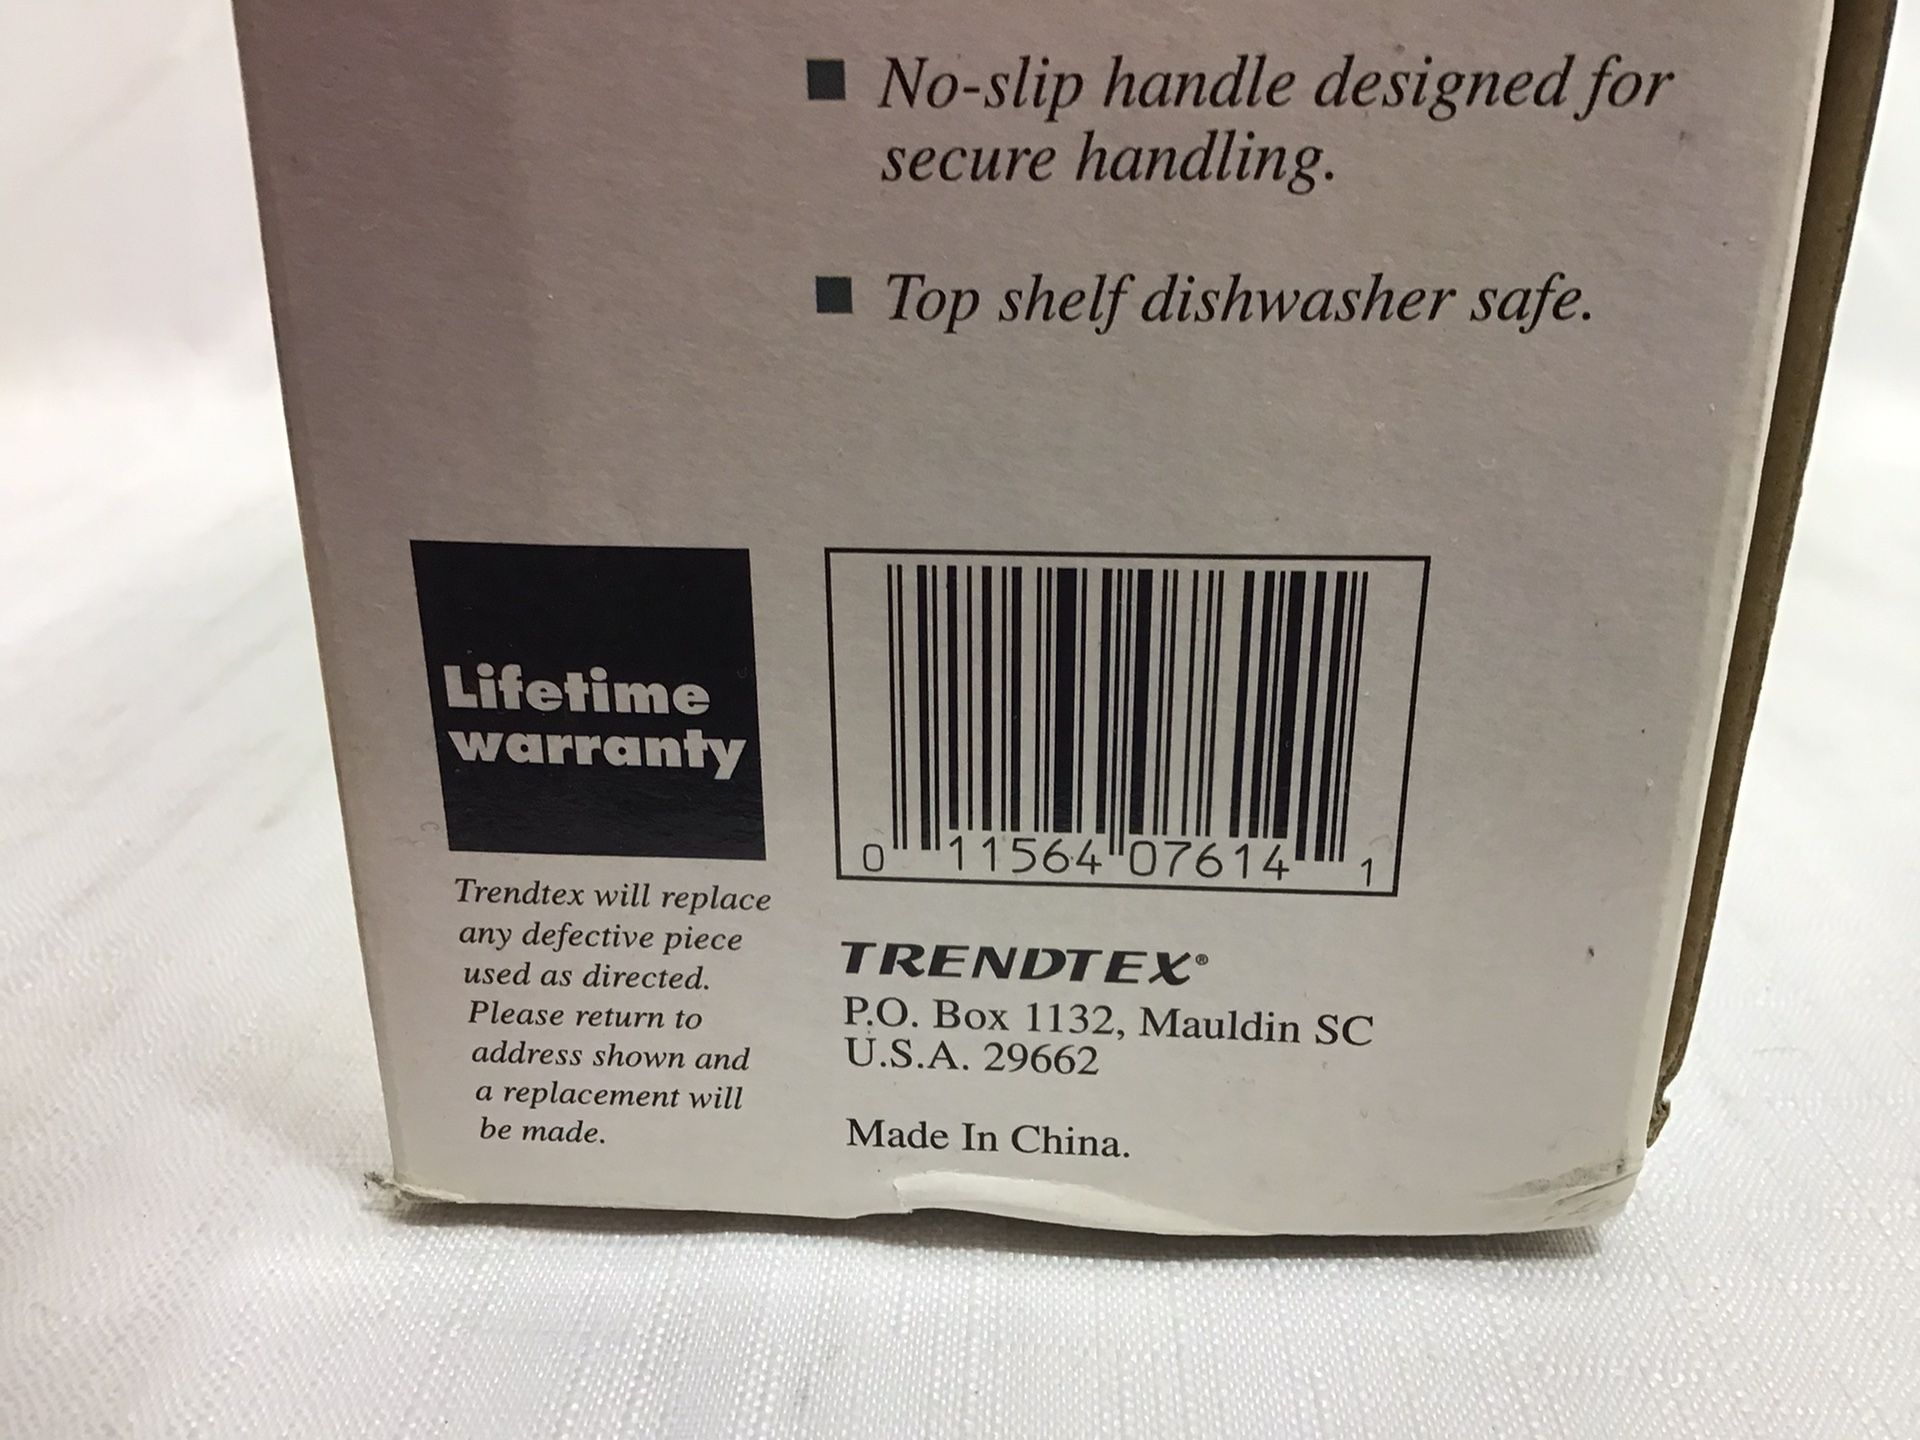 ■ No-slip handle designed for
secure handling.
■ Top shelf dishwasher safe.
Lifetime
warranty
Trendtex will replace
any defective piece
used as directed.
Please return to
address shown and
a replacement will
be made.
0 11564 07614 1
TRENDTEX®
P.O. Box 1132, Mauldin SC
U.S.A. 29662
Made In China.